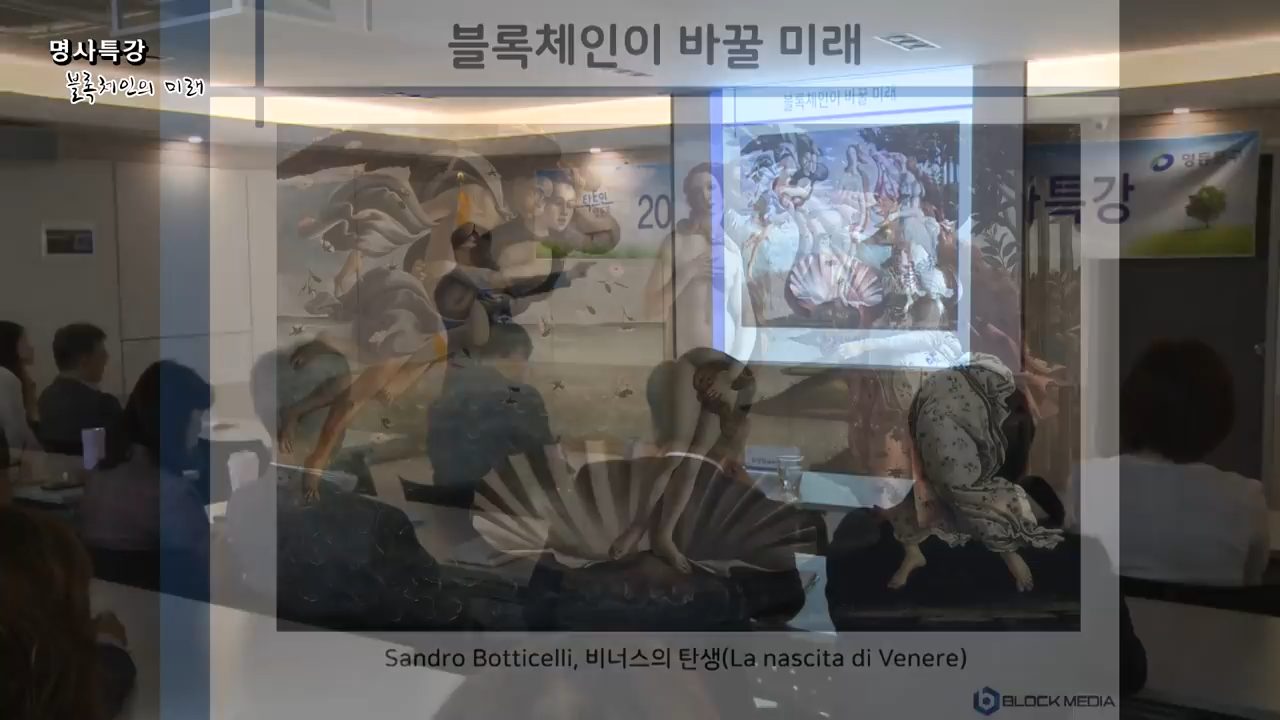 블록체인이 바꿀 미래
명사특강
블록체인의 미래
블록체인이 바꿀 미래
20
특강
Sandro Botticelli, 비너스의 탄생(La nascita di Venere)
BLOCK MEDIA